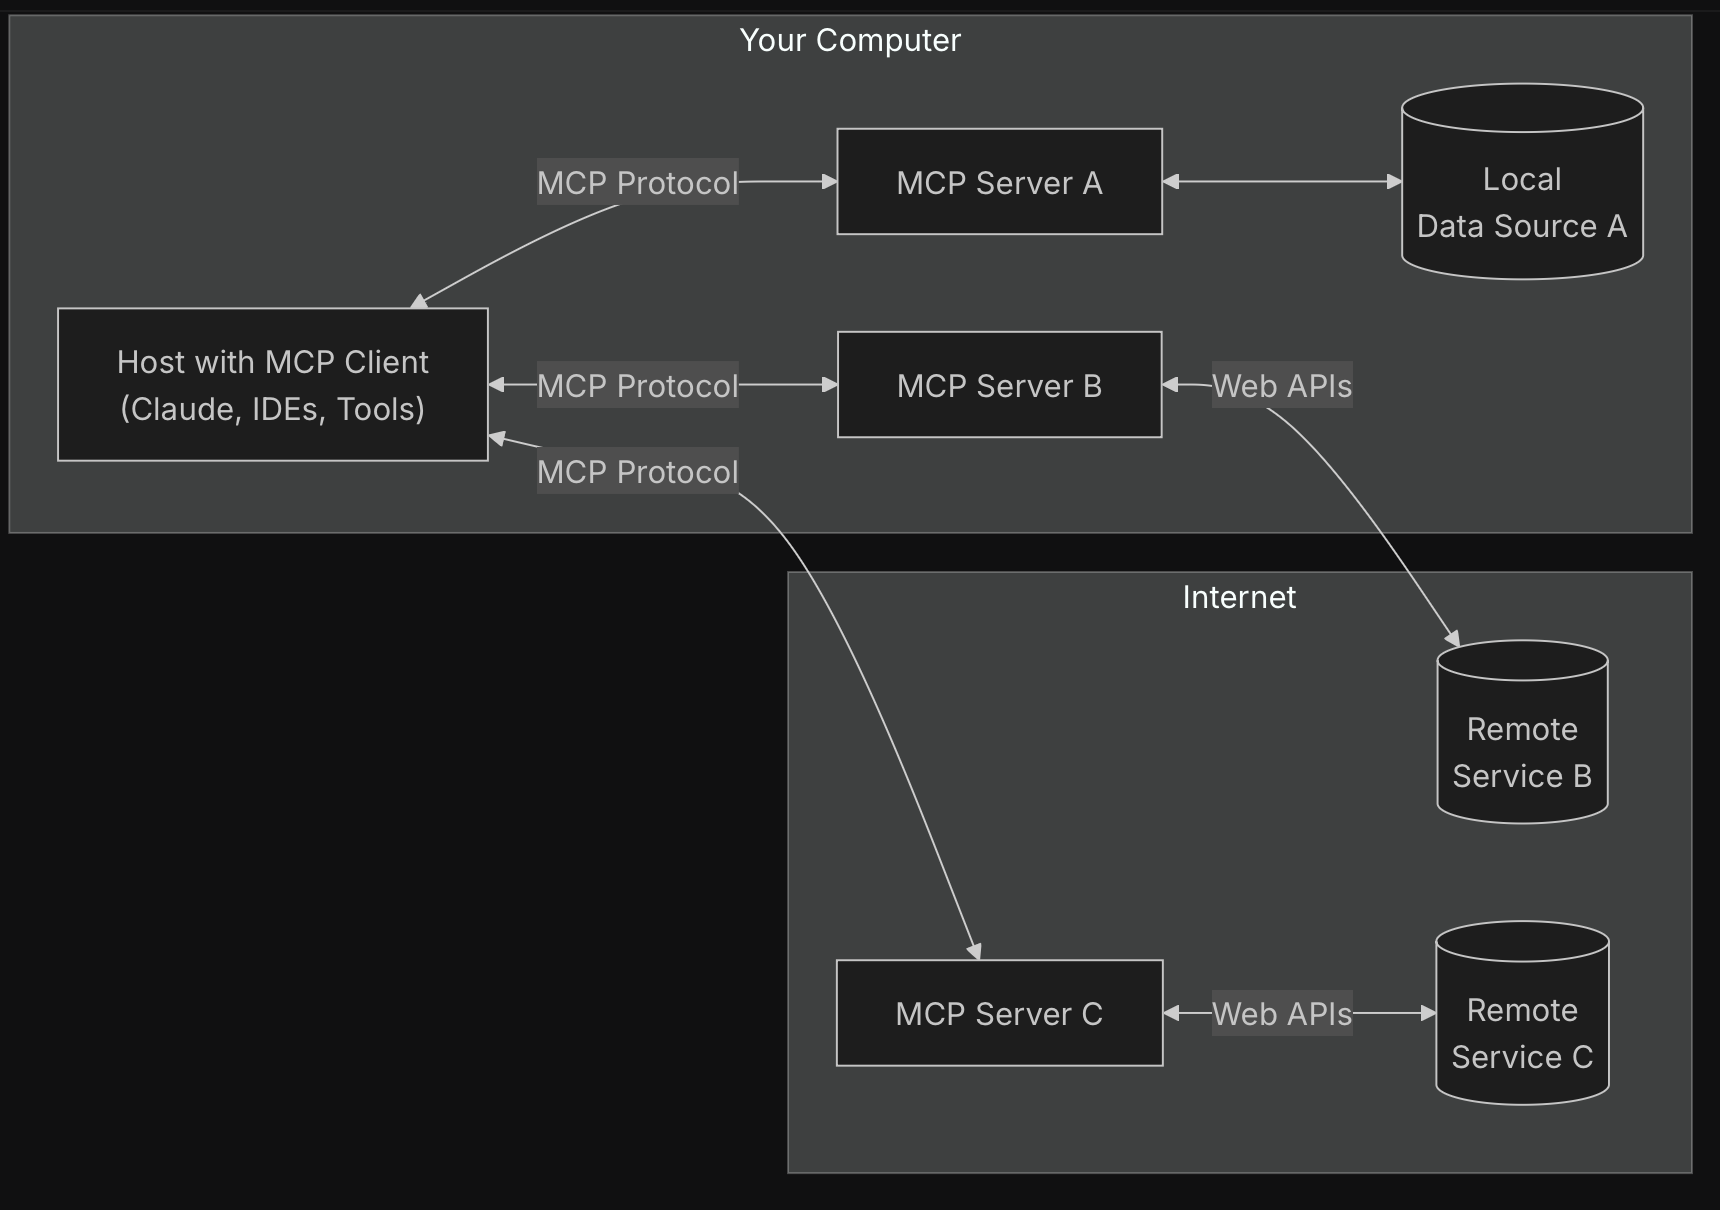 Your Computer
MCP Protocol
MCP Server A
Local
Data Source A
Host with MCP Client
(Claude, IDEs, Tools)
MCP Protocol
MCP Server B
Web APIs
MCP Protocol
Internet
Remote
Service B
MCP Server C
Web APIs
Remote
Service C